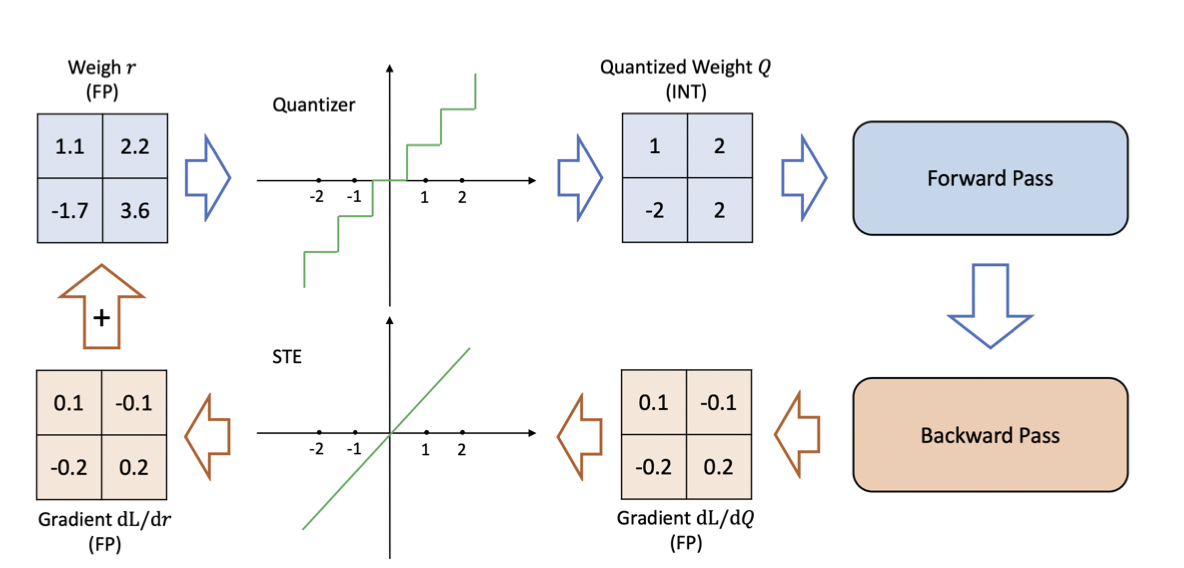 Weigh r
(FP)
1.1 2.2
-1.7 3.6
Quantizer
-2 -1 1 2
Quantized Weight Q
(INT)
1 2
-2 2
Forward Pass
+
0.1 -0.1
-0.2 0.2
Gradient dL/dr
(FP)
STE
-2 -1 1 2
0.1 -0.1
-0.2 0.2
Gradient dL/dQ
(FP)
Backward Pass